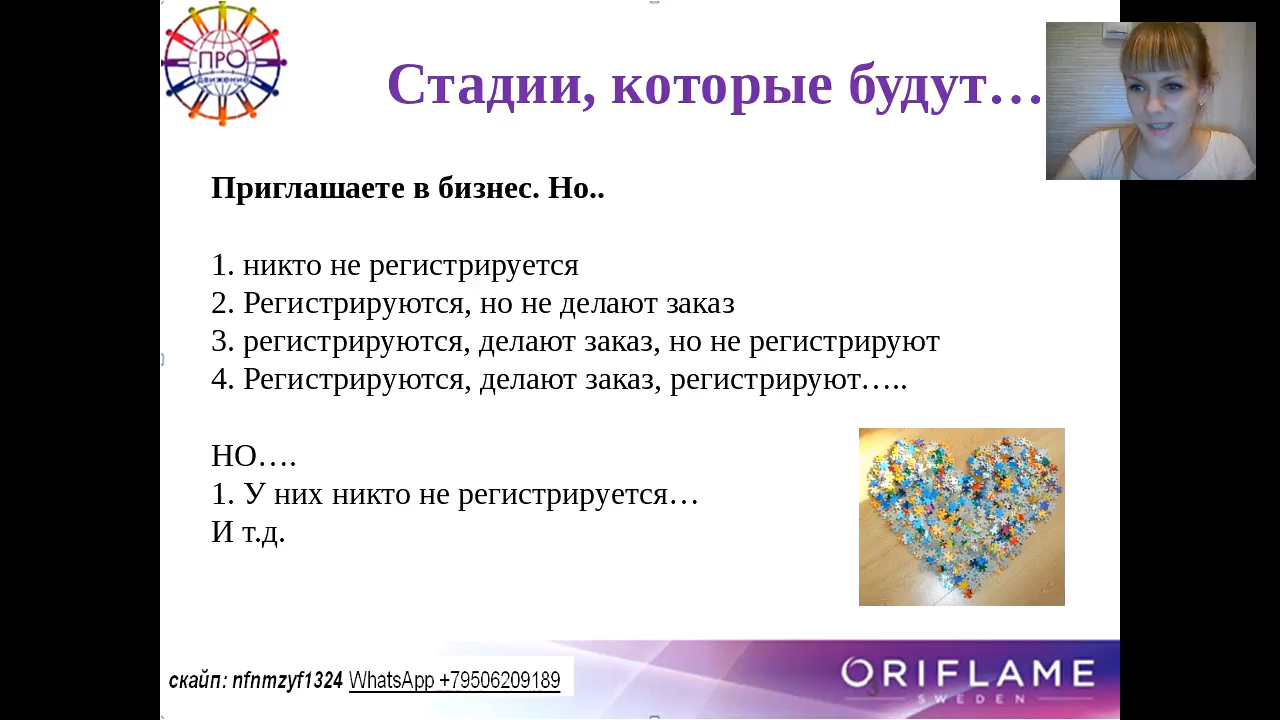 ПРО
Движение
Стадии, которые будут…
Приглашаете в бизнес. Но..
1. никто не регистрируется
2. Регистрируются, но не делают заказ
3. регистрируются, делают заказ, но не регистрируют
4. Регистрируются, делают заказ, регистрируют…..
НО….
1. У них никто не регистрируется…
И т.д.
скайп: nfnmzyf1324 WhatsApp +79506209189
ORIFLAME
SWEDEN